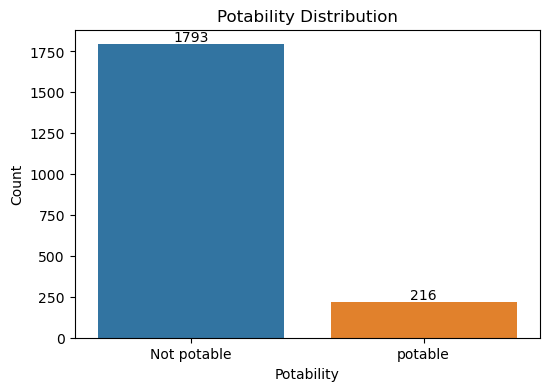 Potability Distribution
1793
1750
1500
1250
1000
750
500
250
0
216
Count
Not potable
potable
Potability